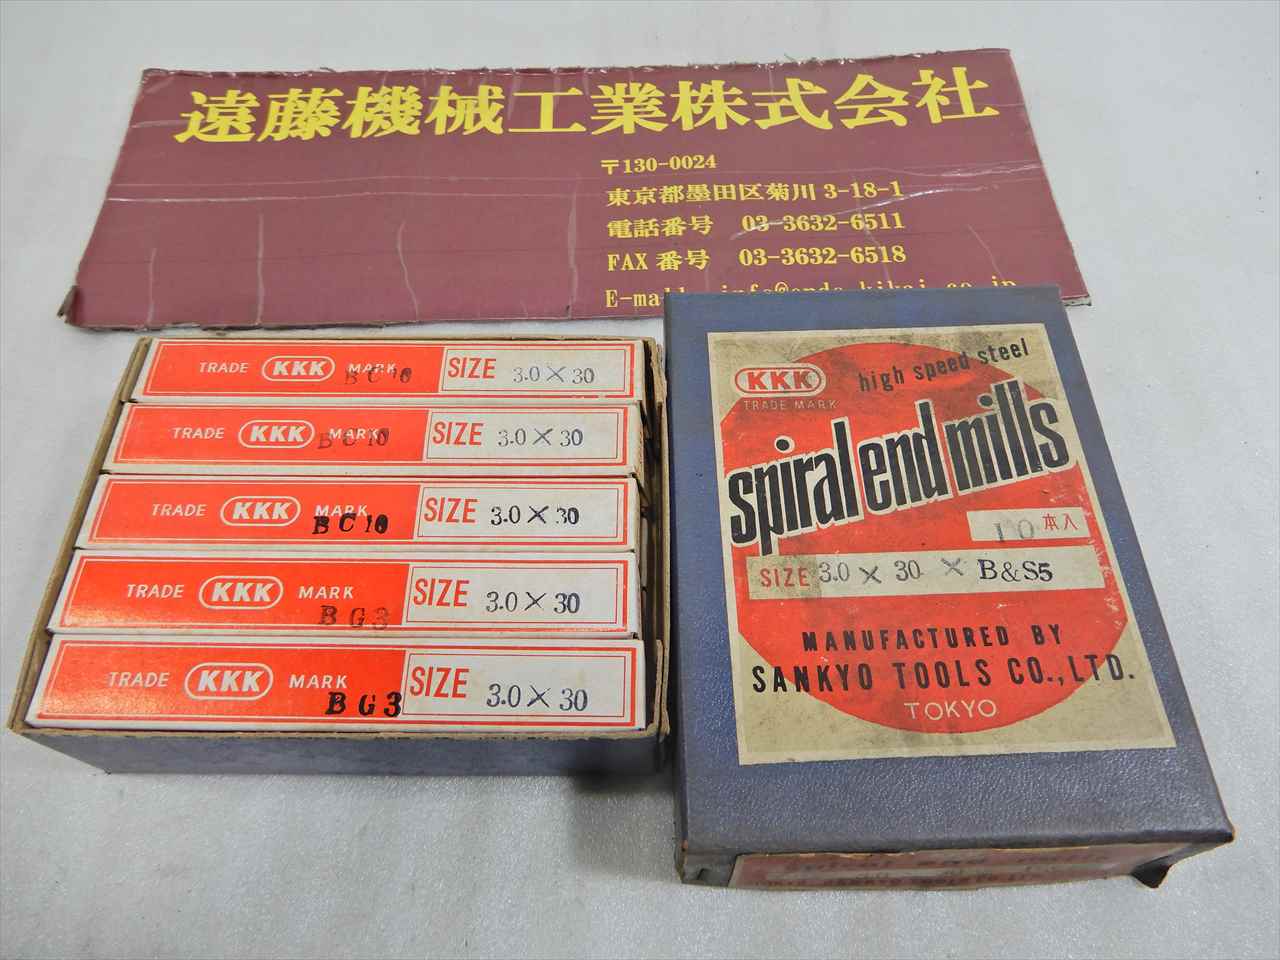 遠藤機械工業株式会社
〒130-0024
東京都墨田区菊川 3-18-1
電話番号 03-3632-6511
FAX 番号 03-3632-6518
TRADE KKK MARK BC10 SIZE 3.0 × 30
TRADE KKK MARK BC10 SIZE 3.0 × 30
TRADE KKK MARK BC10 SIZE 3.0 × 30
TRADE KKK MARK BG3 SIZE 3.0 × 30
TRADE KKK MARK BG3 SIZE 3.0 × 30
KKK
TRADE MARK
high speed steel
spiral end mills
10 本入
SIZE 3.0 × 30 × B&S5
MANUFACTURED BY
SANKYO TOOLS CO., LTD.
TOKYO